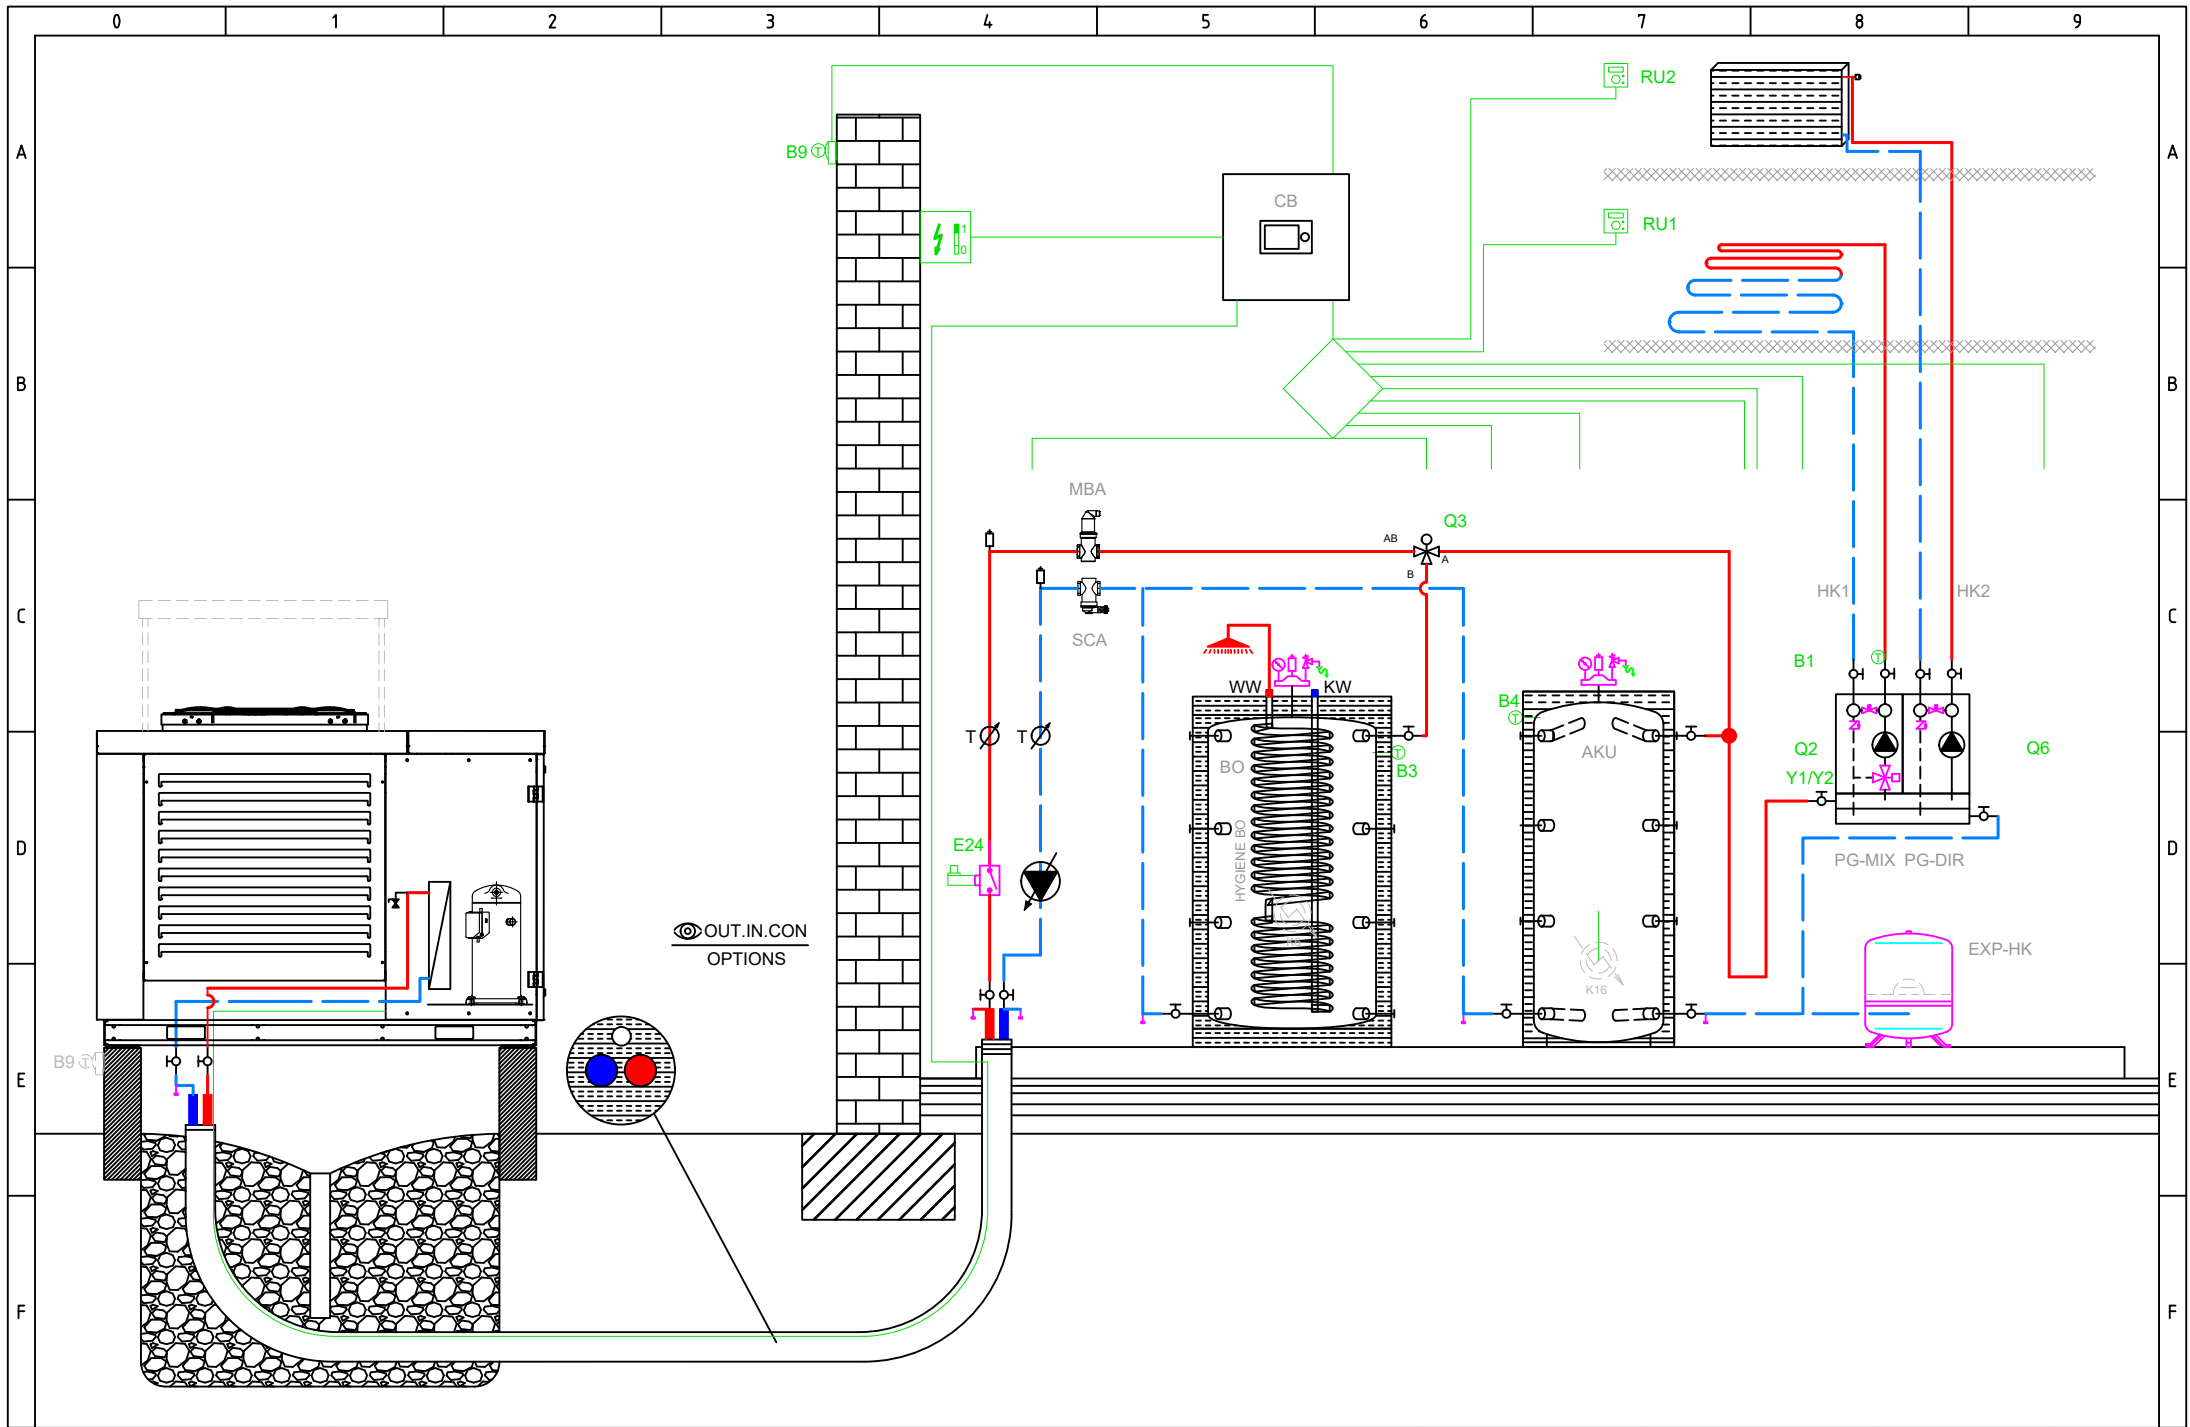 0 1 2 3 4 5 6 7 8 9
RU2
A
B9 T
A
CB
1
0
RU1
B
B
MBA
Q3
AB
A
B
HK1
HK2
C
SCA
C
B1
T
WW
KW
B4
T
T
T
BO
T
B3
AKU
Q2
Q6
Y1/Y2
E24
D
HYGIENE BO
PG-MIX PG-DIR
D
OUT.IN.CON
OPTIONS
EXP-HK
K16
B9 T
E
E
F
F